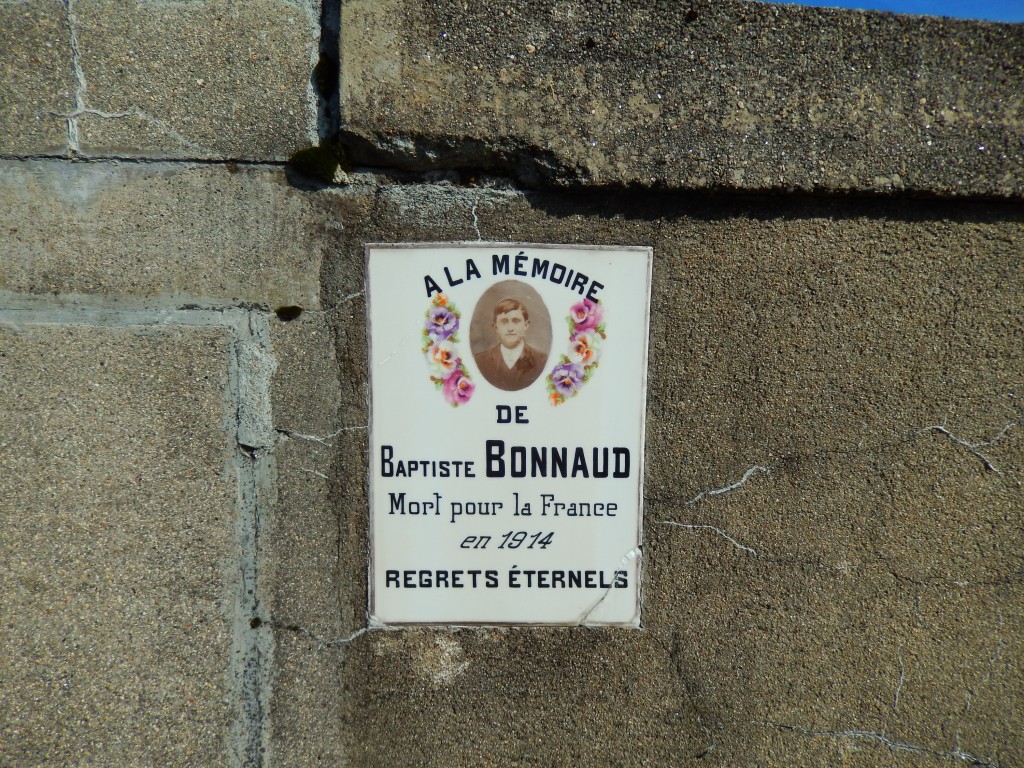 A LA MÉMOIRE
DE
BAPTISTE BONNAUD
Mort pour la France
en 1914
REGRETS ÉTERNELS